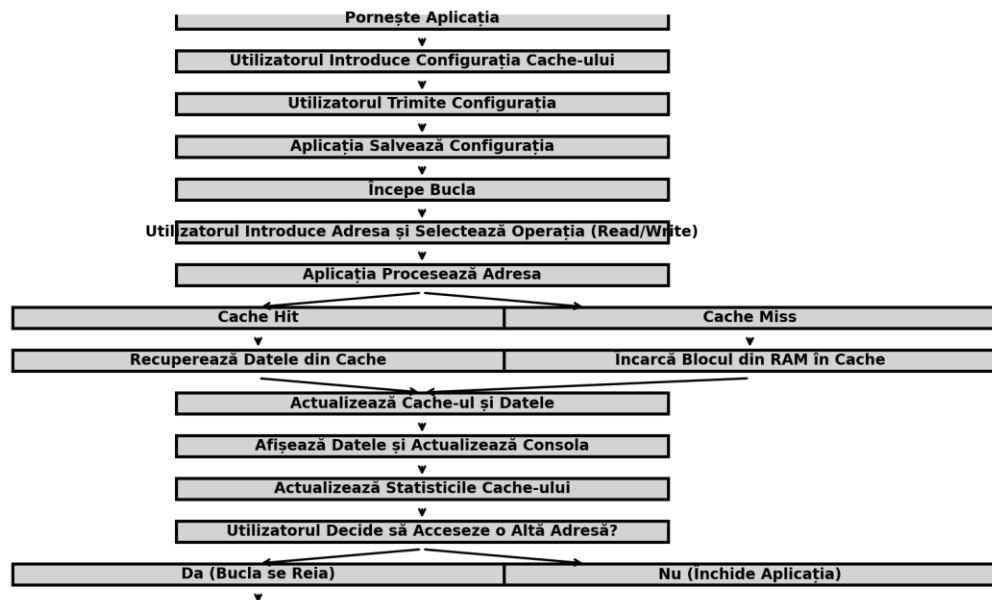 Pornește Aplicația
Utilizatorul Introduce Configurația Cache-ului
Utilizatorul Trimite Configurația
Aplicația Salvează Configurația
Începe Bucla
Utilizatorul Introduce Adresa și Selectează Operația (Read/Write)
Aplicația Procesează Adresa
Cache Hit
Cache Miss
Recuperează Datele din Cache
Încarcă Blocul din RAM în Cache
Actualizează Cache-ul și Datele
Afișează Datele și Actualizează Consola
Actualizează Statisticile Cache-ului
Utilizatorul Decide să Acceseze o Altă Adresă?
Da (Bucla se Reia)
Nu (Închide Aplicația)